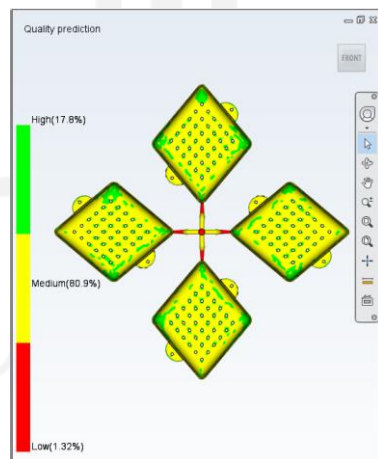 Quality prediction
FRONT
High(17.8%)
Medium(80.9%)
Low(1.32%)